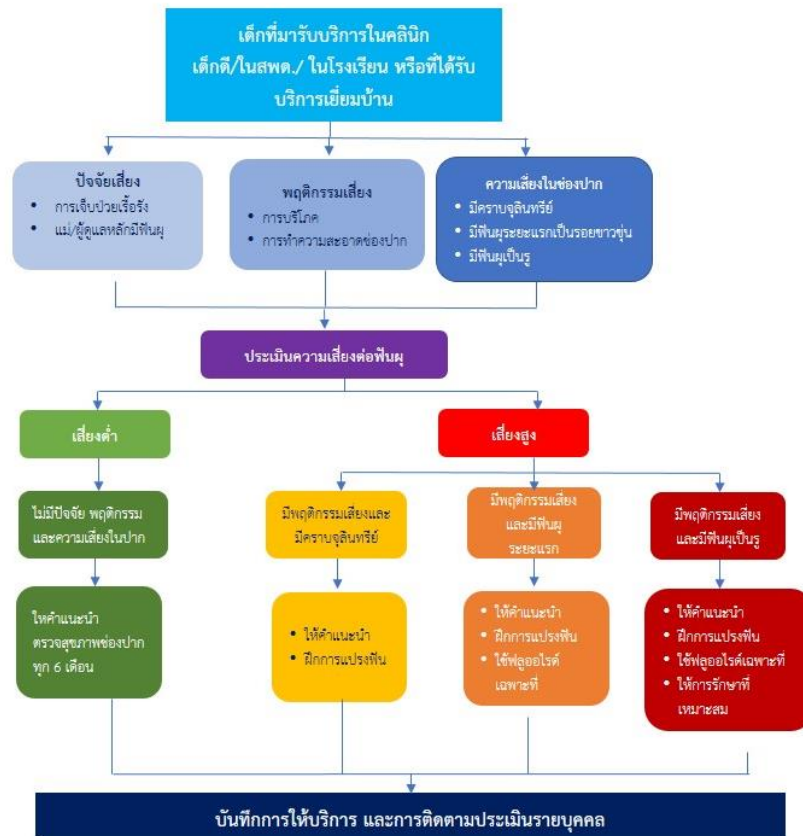 เด็กที่มารับบริการในคลินิก
เด็กดี/ในสพด./ ในโรงเรียน หรือที่ได้รับ
บริการเยี่ยมบ้าน
ปัจจัยเสี่ยง
• การเจ็บป่วยเรื้อรัง
• แม่/ผู้ดูแลหลักมีฟันผุ
พฤติกรรมเสี่ยง
• การบริโภค
• การทำความสะอาดช่องปาก
ความเสี่ยงในช่องปาก
• มีคราบจุลินทรีย์
• มีฟันผุระยะแรกเป็นรอยขาวขุ่น
• มีฟันผุเป็นรู
ประเมินความเสี่ยงต่อฟันผุ
เสี่ยงต่ำ
เสี่ยงสูง
ไม่มีปัจจัย พฤติกรรม
และความเสี่ยงในปาก
มีพฤติกรรมเสี่ยงและ
มีคราบจุลินทรีย์
มีพฤติกรรมเสี่ยง
และมีฟันผุ
ระยะแรก
มีพฤติกรรมเสี่ยง
และมีฟันผุเป็นรู
ใหคำแนะนำ
ตรวจสุขภาพช่องปาก
ทุก 6 เดือน
• ให้คำแนะนำ
• ฝึกการแปรงฟัน
• ให้คำแนะนำ
• ฝึกการแปรงฟัน
• ใช้ฟลูออไรด์
เฉพาะที่
• ให้คำแนะนำ
• ฝึกการแปรงฟัน
• ใช้ฟลูออไรด์เฉพาะที่
• ให้การรักษาที่
เหมาะสม
บันทึกการให้บริการ และการติดตามประเมินรายบุคคล